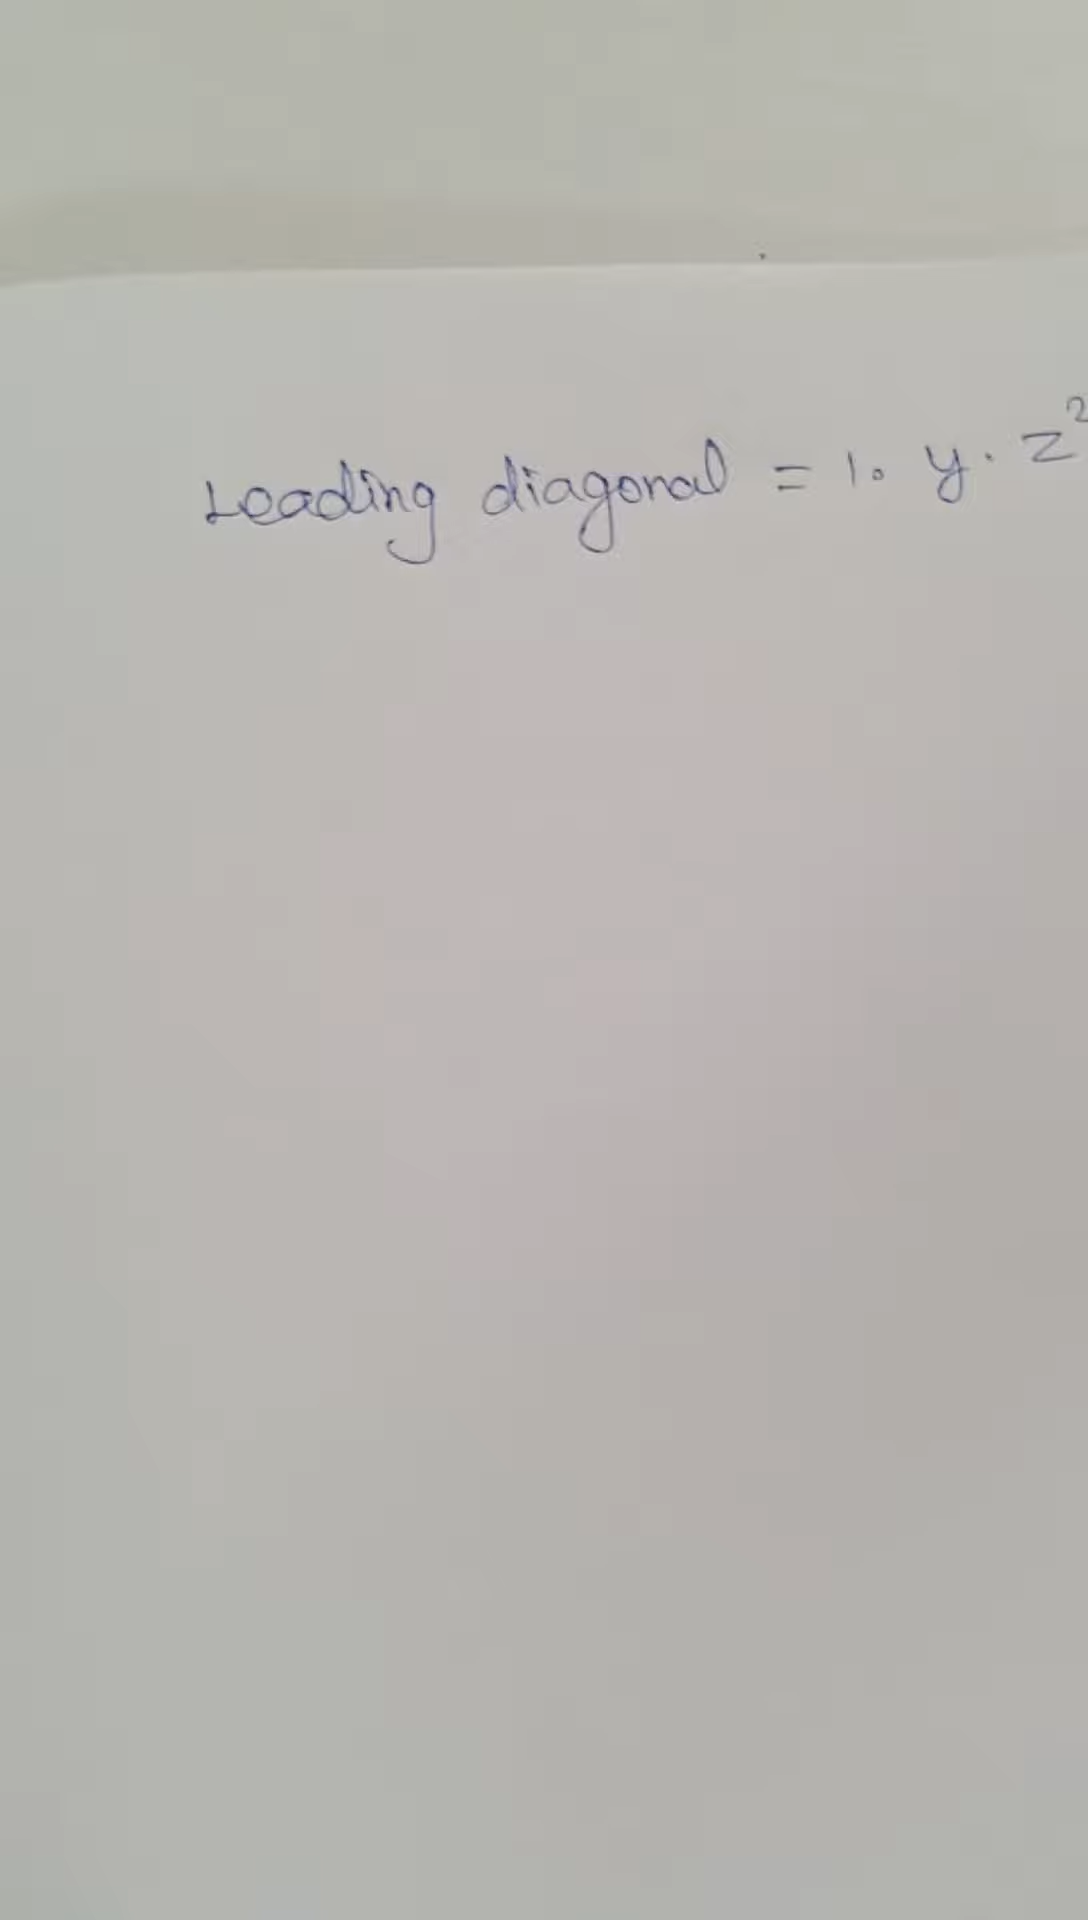 Leading diagonal = 1. y. z²